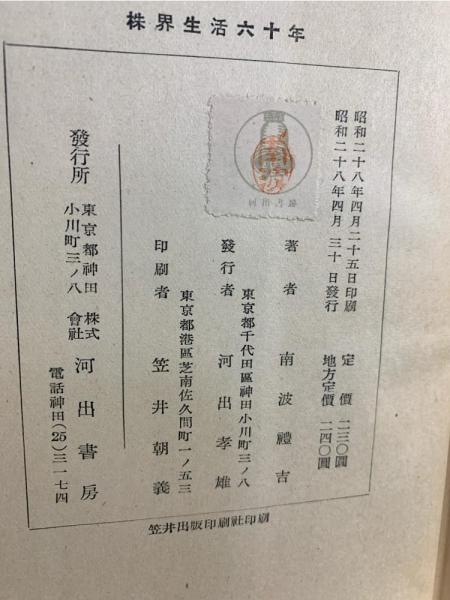 株界生活六十年
昭和二十八年四月二十五日印刷
昭和二十八年四月三十日發行
定價 二三〇圓
地方定價 二四〇圓
著者 南波禮吉
東京都千代田區神田小川町三ノ八
發行者 河出孝雄
東京都港區芝南佐久間町一ノ五三
印刷者 笠井朝義
發行所
東京都神田
小川町三ノ八
株式
會社
河出書房
電話神田(25)三一七四
笠井出版印刷社印刷